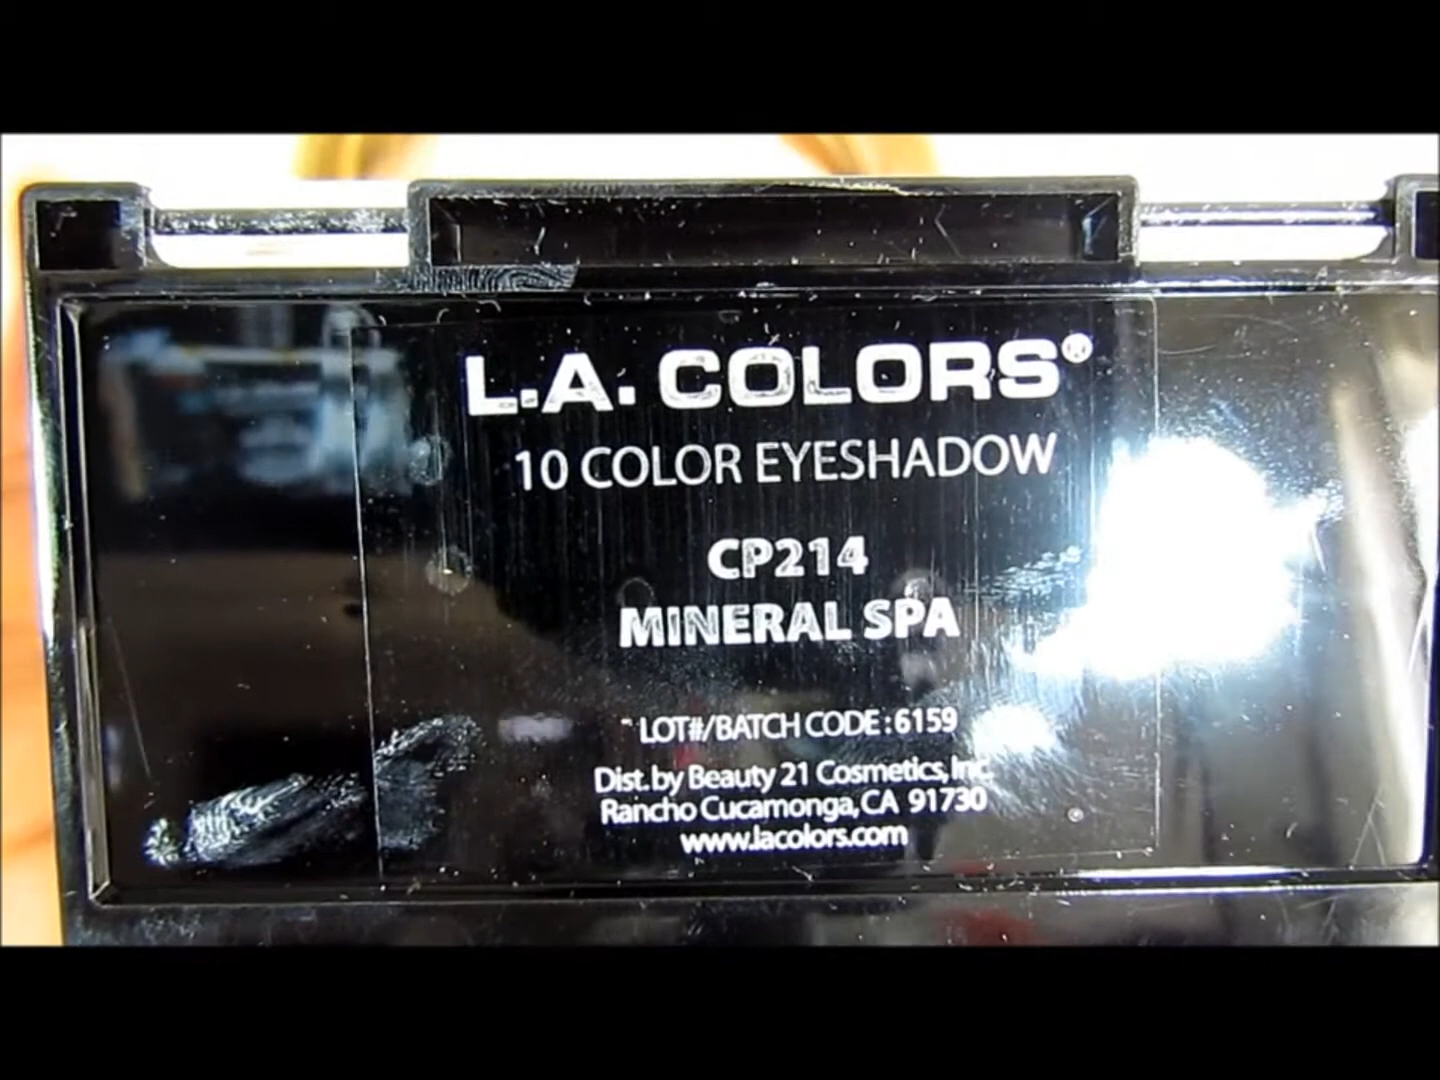 L.A. COLORS®
10 COLOR EYESHADOW
CP214
MINERAL SPA
LOT#/BATCH CODE:6159
Dist. by Beauty 21 Cosmetics, Inc.
Rancho Cucamonga, CA 91730
www.lacolors.com